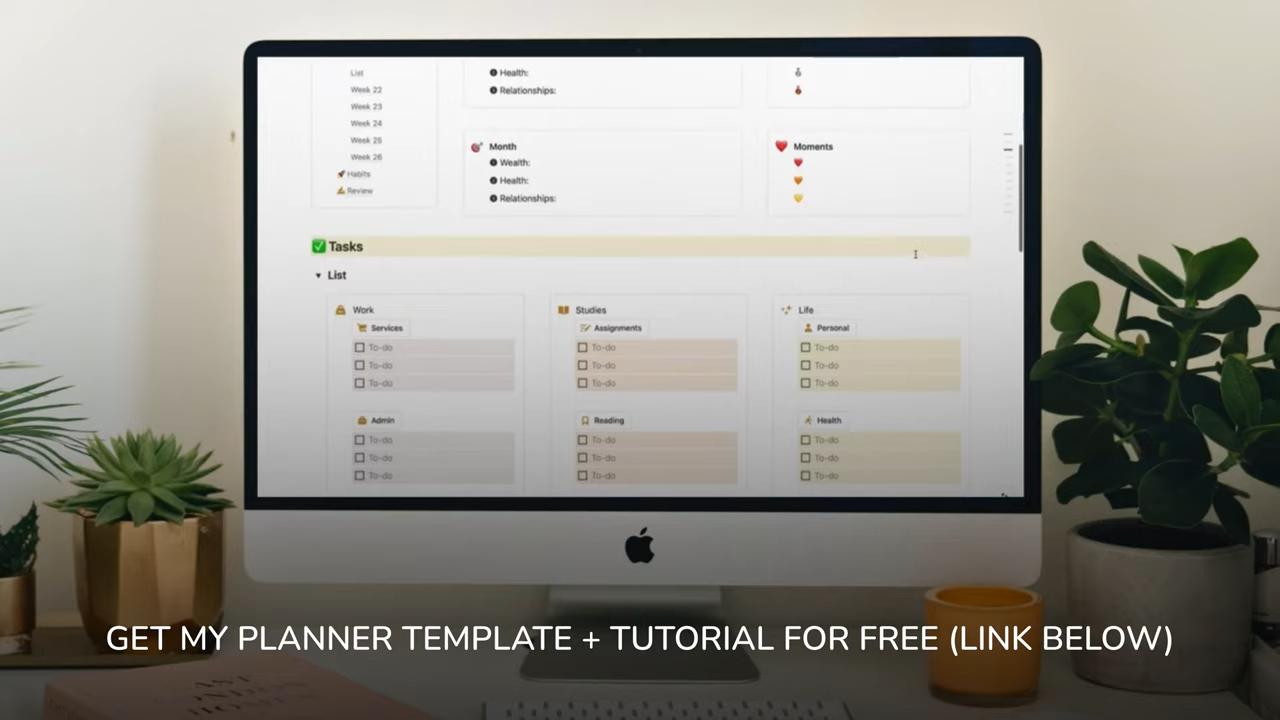 List
Week 22
Week 23
Week 24
Week 25
Week 26
Habits
Review
Health:
Relationships:
Month
Wealth:
Health:
Relationships:
Moments
Tasks
List
Work
Services
To-do
To-do
To-do
Admin
To-do
To-do
To-do
Studies
Assignments
To-do
To-do
To-do
Reading
To-do
To-do
To-do
Life
Personal
To-do
To-do
To-do
Health
To-do
To-do
To-do
GET MY PLANNER TEMPLATE + TUTORIAL FOR FREE (LINK BELOW)